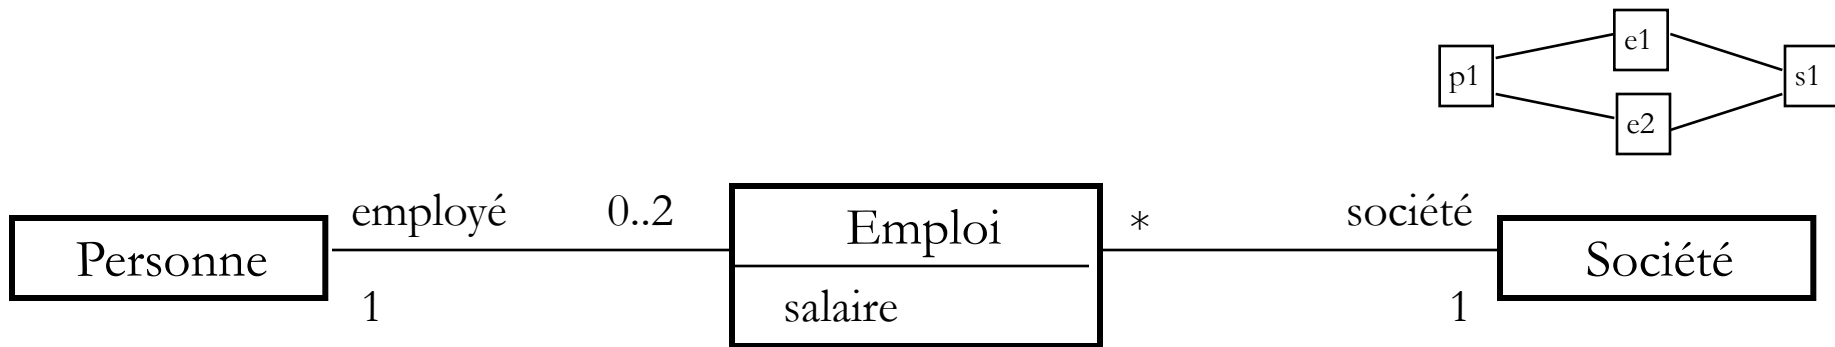 e1
p1
s1
e2
employé 0..2 Emploi * société
Personne Société
1 salaire 1